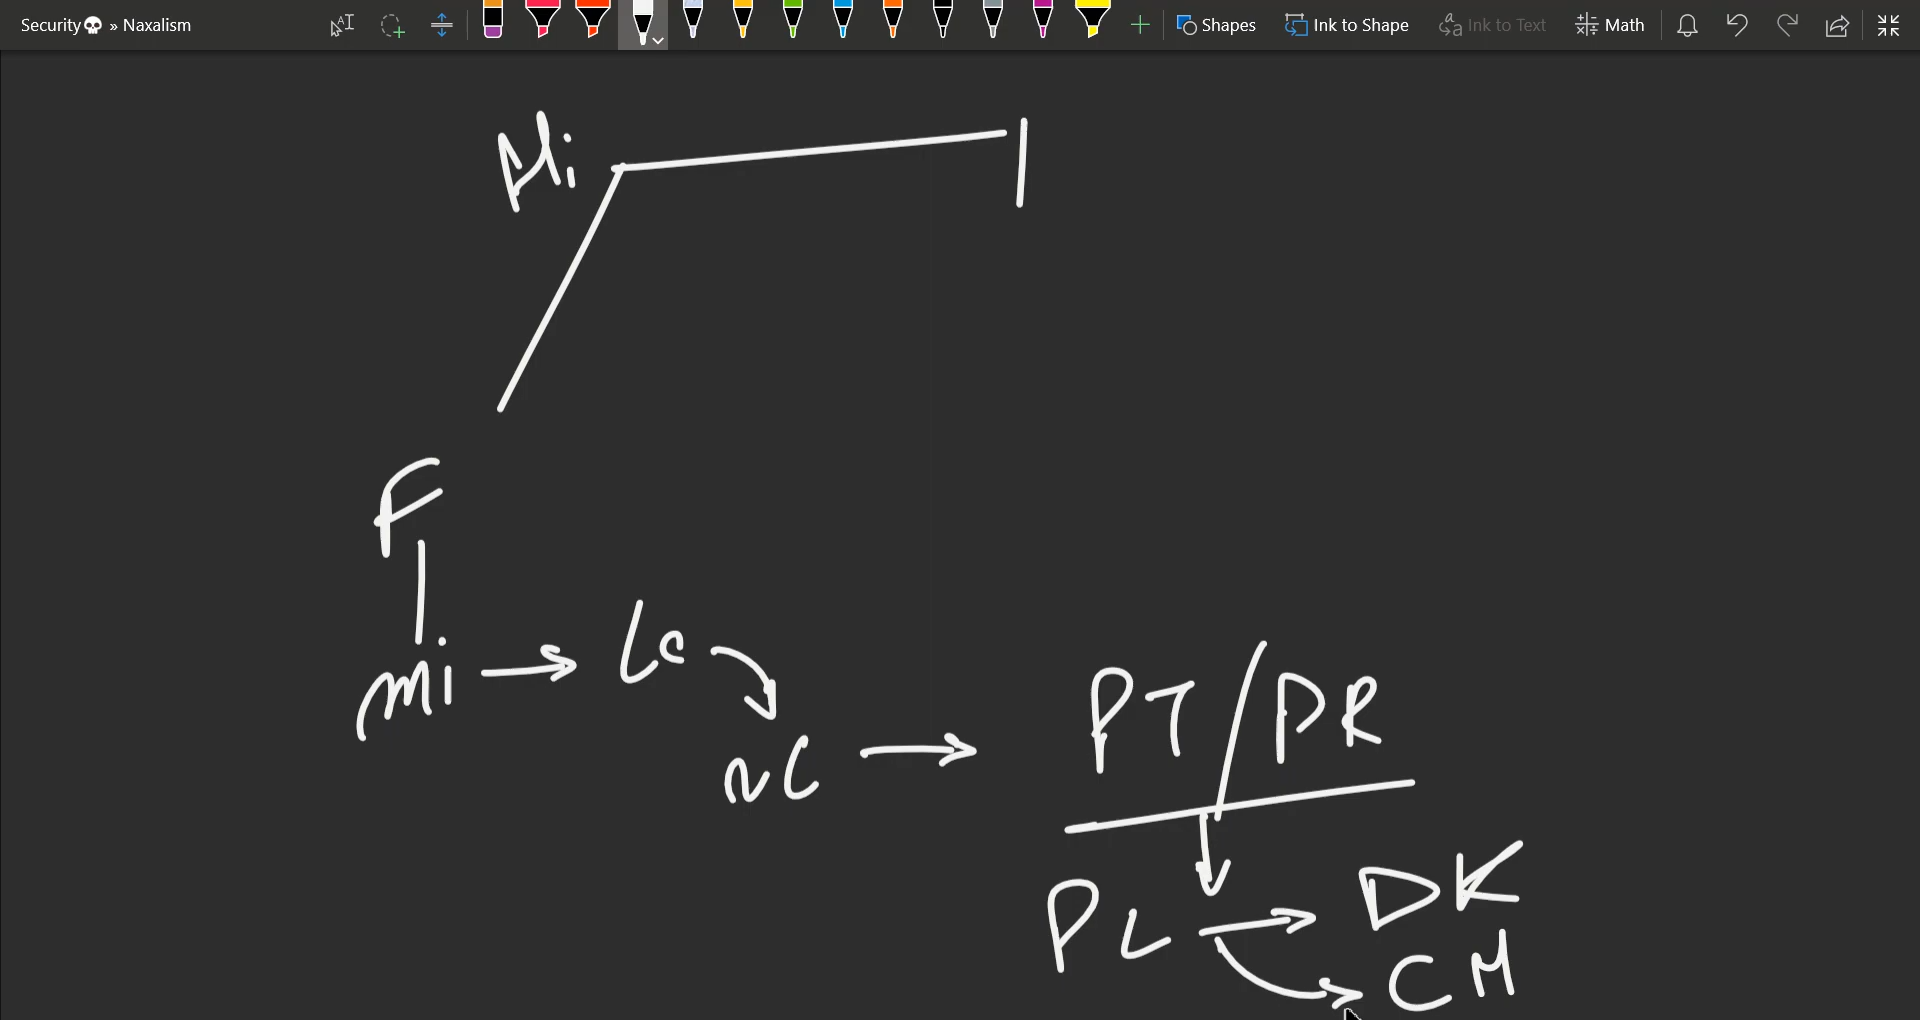 Security💀 » Naxalism
Shapes
Ink to Shape
Ink to Text
Math
Mi
I
F
mi → Lc
NC → PT / PR
PL → DK
CM